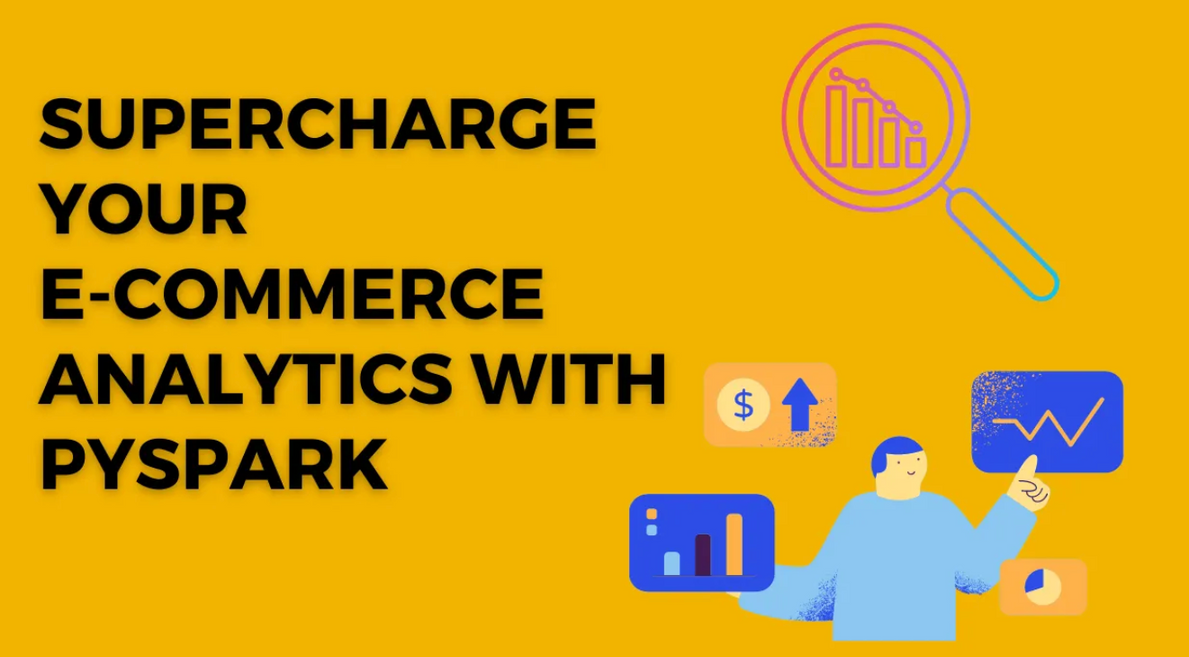 SUPERCHARGE
YOUR
E-COMMERCE
ANALYTICS WITH
PYSPARK
$